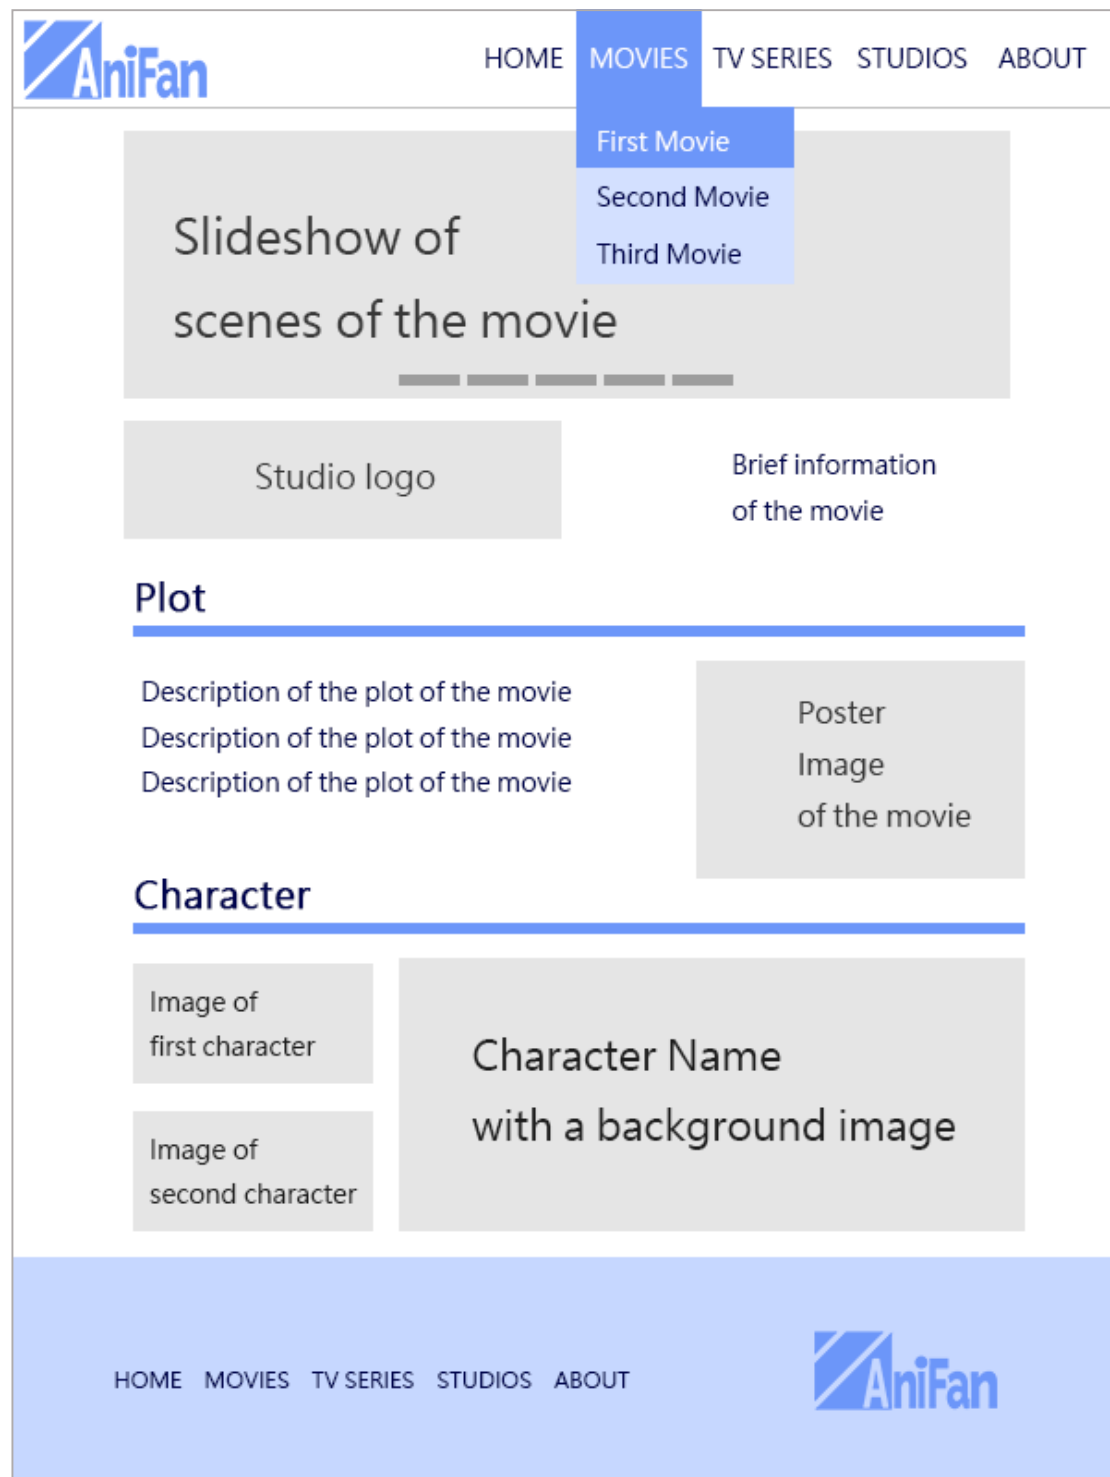 AniFan
HOME MOVIES TV SERIES STUDIOS ABOUT
First Movie
Second Movie
Third Movie
Slideshow of
scenes of the movie
Studio logo
Brief information
of the movie
Plot
Description of the plot of the movie
Description of the plot of the movie
Description of the plot of the movie
Poster
Image
of the movie
Character
Image of
first character
Image of
second character
Character Name
with a background image
HOME MOVIES TV SERIES STUDIOS ABOUT
AniFan